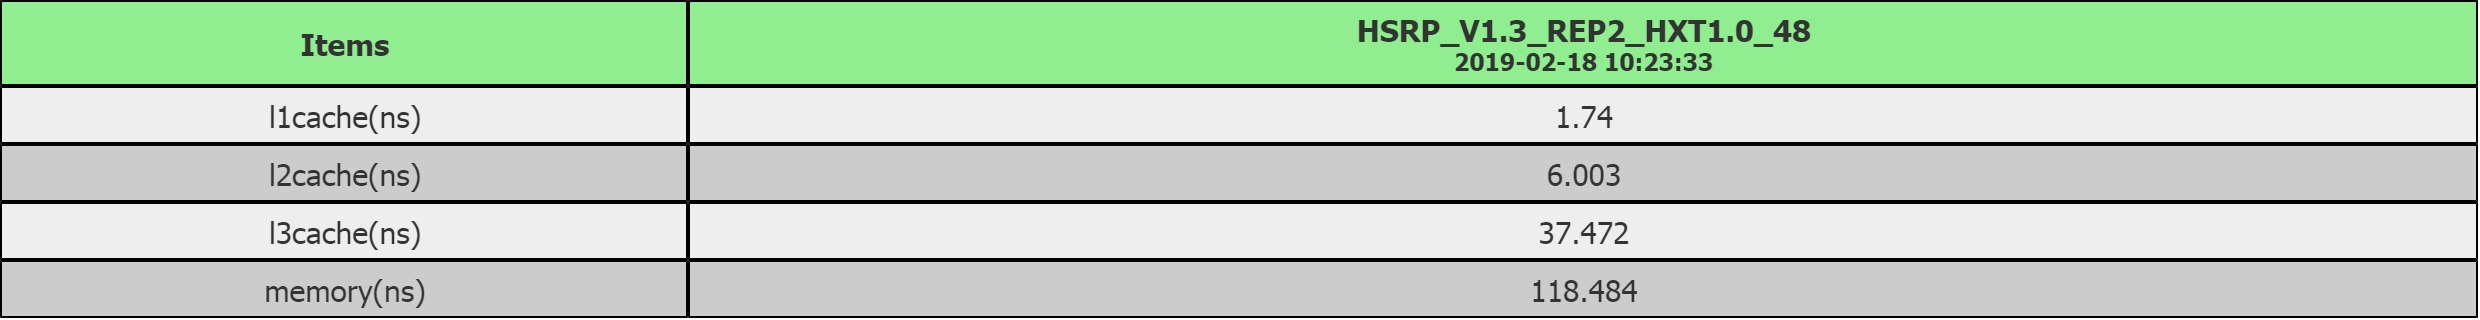 Items
HSRP_V1.3_REP2_HXT1.0_48
2019-02-18 10:23:33
l1cache(ns) 1.74
l2cache(ns) 6.003
l3cache(ns) 37.472
memory(ns) 118.484